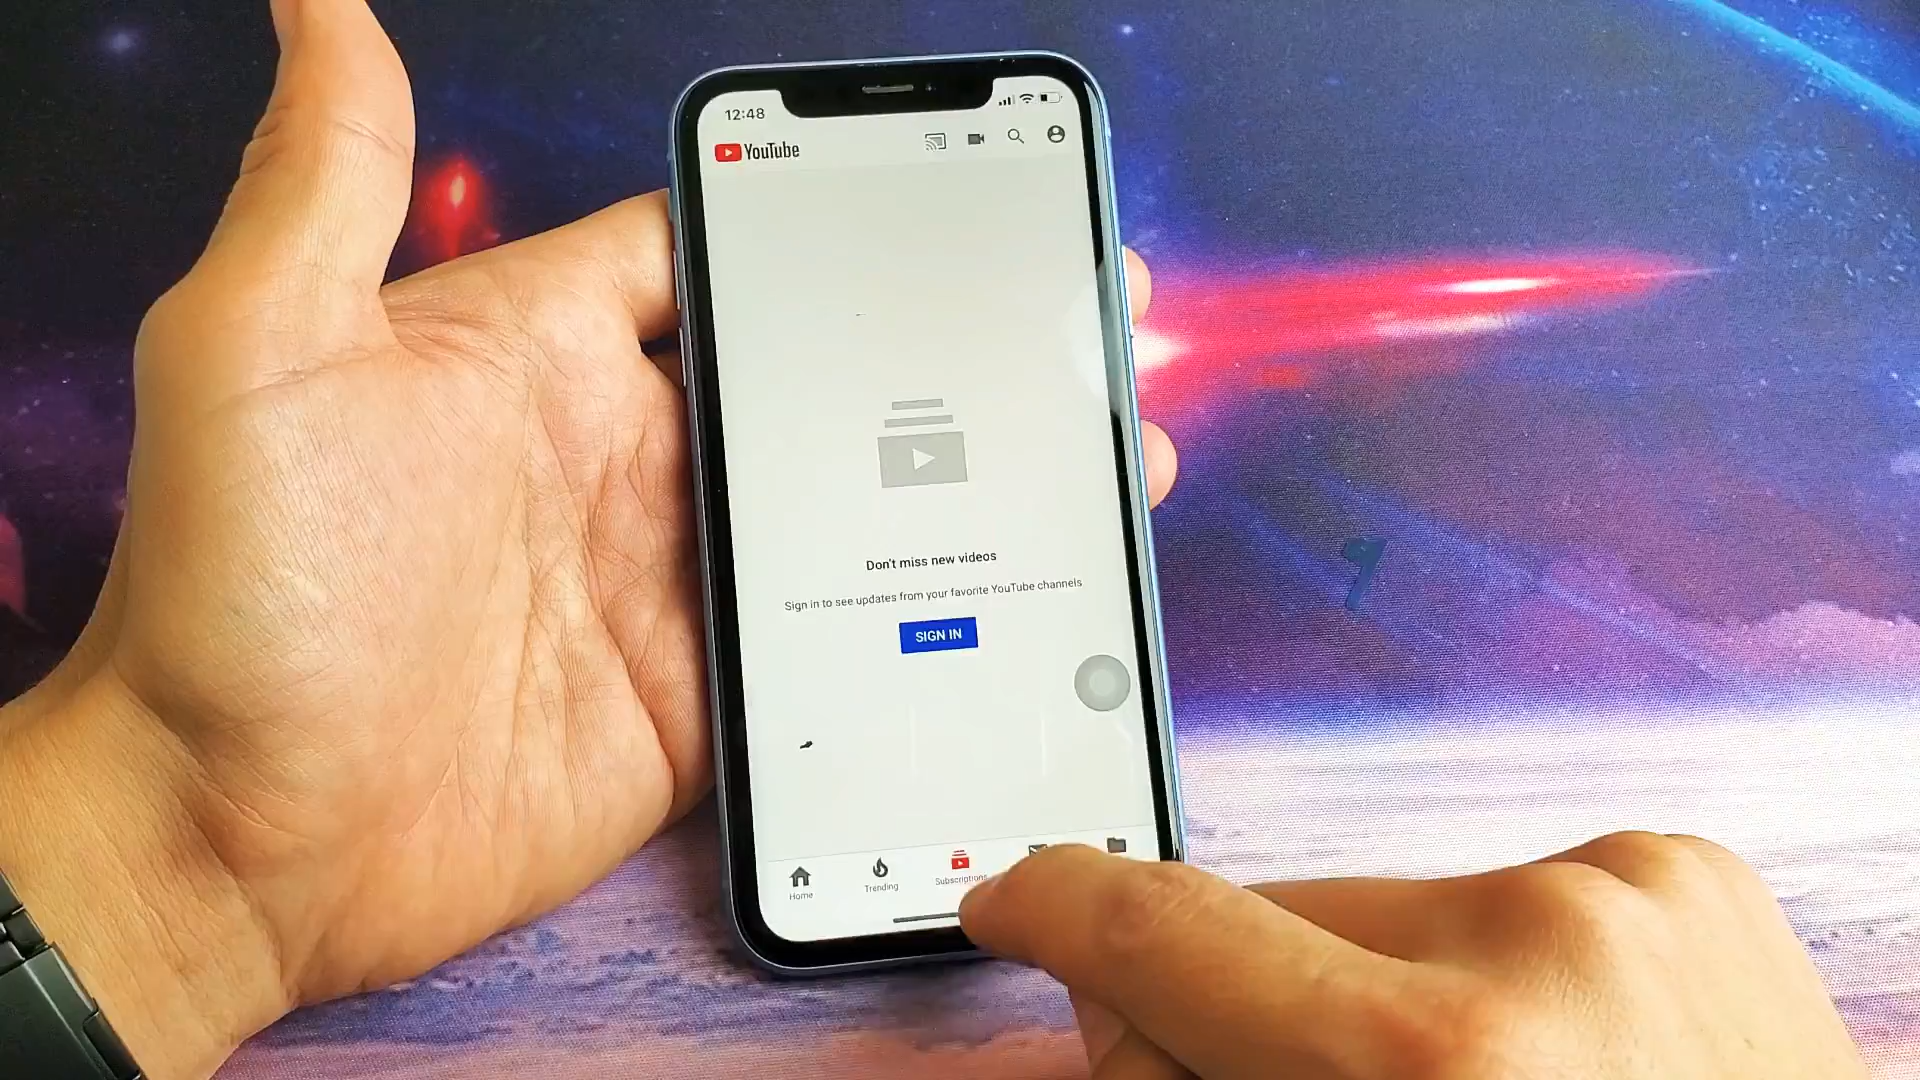 12:48
YouTube
Don't miss new videos
Sign in to see updates from your favorite YouTube channels
SIGN IN
Home
Trending
Subscriptions